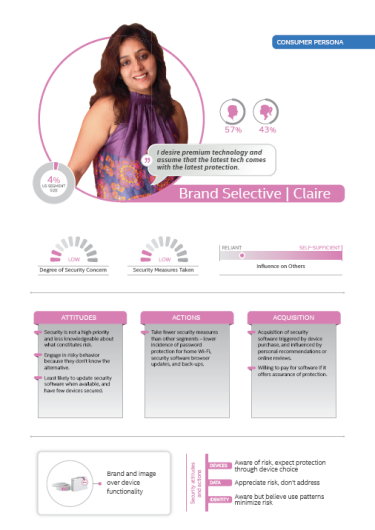 CONSUMER PERSONA
57%
43%
I desire premium technology and
assume that the latest tech comes
with the latest protection.
4%
US SEGMENT
SIZE
Brand Selective | Claire
LOW
Degree of Security Concern
LOW
Security Measures Taken
RELIANT
SELF-SUFFICIENT
Influence on Others
ATTITUDES
Security is not a high priority
and less knowledgeable about
what constitutes risk.
Engage in risky behavior
because they don't know the
alternative.
Least likely to update security
software when available, and
have few devices secured.
ACTIONS
Take fewer security measures
than other segments – lower
incidence of password
protection for home Wi-Fi,
security software browser
updates, and back-ups.
ACQUISITION
Acquisition of security
software triggered by device
purchase, and influenced by
personal recommendations or
online reviews.
Willing to pay for software if it
offers assurance of protection.
Brand and image
over device
functionality
Security attitudes
and actions
DEVICES
Aware of risk, expect protection
through device choice
DATA
Appreciate risk, don't address
IDENTITY
Aware but believe use patterns
minimize risk